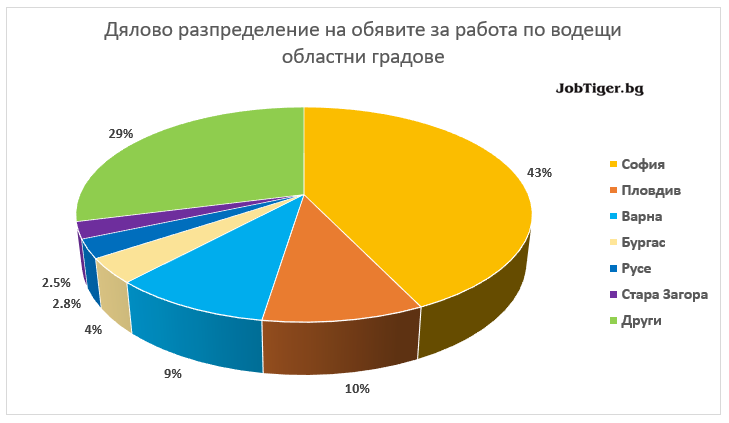 Дялово разпределение на обявите за работа по водещи
областни градове
JobTiger.bg
29%
43%
2.5%
2.8%
4%
9%
10%
София
Пловдив
Варна
Бургас
Русе
Стара Загора
Други